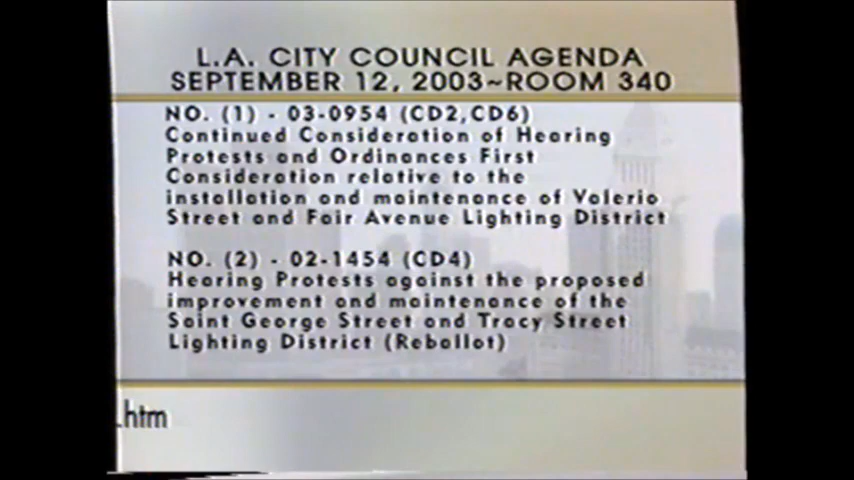 L.A. CITY COUNCIL AGENDA
SEPTEMBER 12, 2003~ROOM 340
NO. (1) - 03-0954 (CD2,CD6)
Continued Consideration of Hearing
Protests and Ordinances First
Consideration relative to the
installation and maintenance of Valerio
Street and Fair Avenue Lighting District
NO. (2) - 02-1454 (CD4)
Hearing Protests against the proposed
improvement and maintenance of the
Saint George Street and Tracy Street
Lighting District (Reballot)
.htm